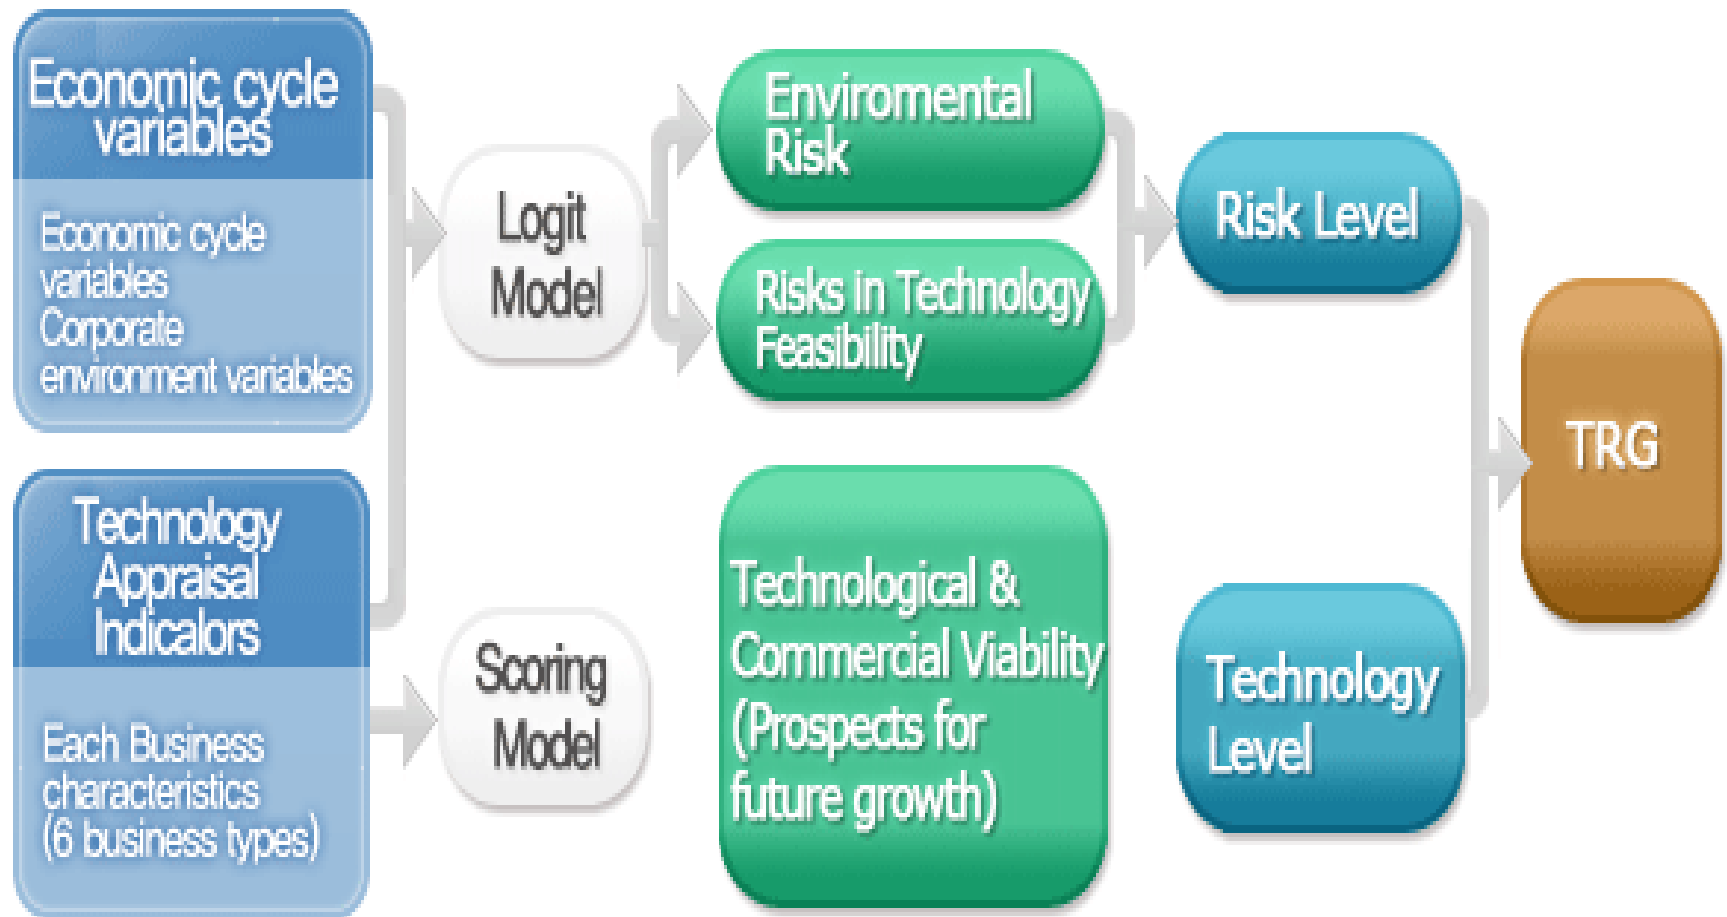 Economic cycle
variables
Economic cycle
variables
Corporate
environment variables
Technology
Appraisal
Indicalors
Each Business
characteristics
(6 business types)
Logit
Model
Scoring
Model
Enviromental
Risk
Risks in Technology
Feasibility
Technological &
Commercial Viability
(Prospects for
future growth)
Risk Level
Technology
Level
TRG